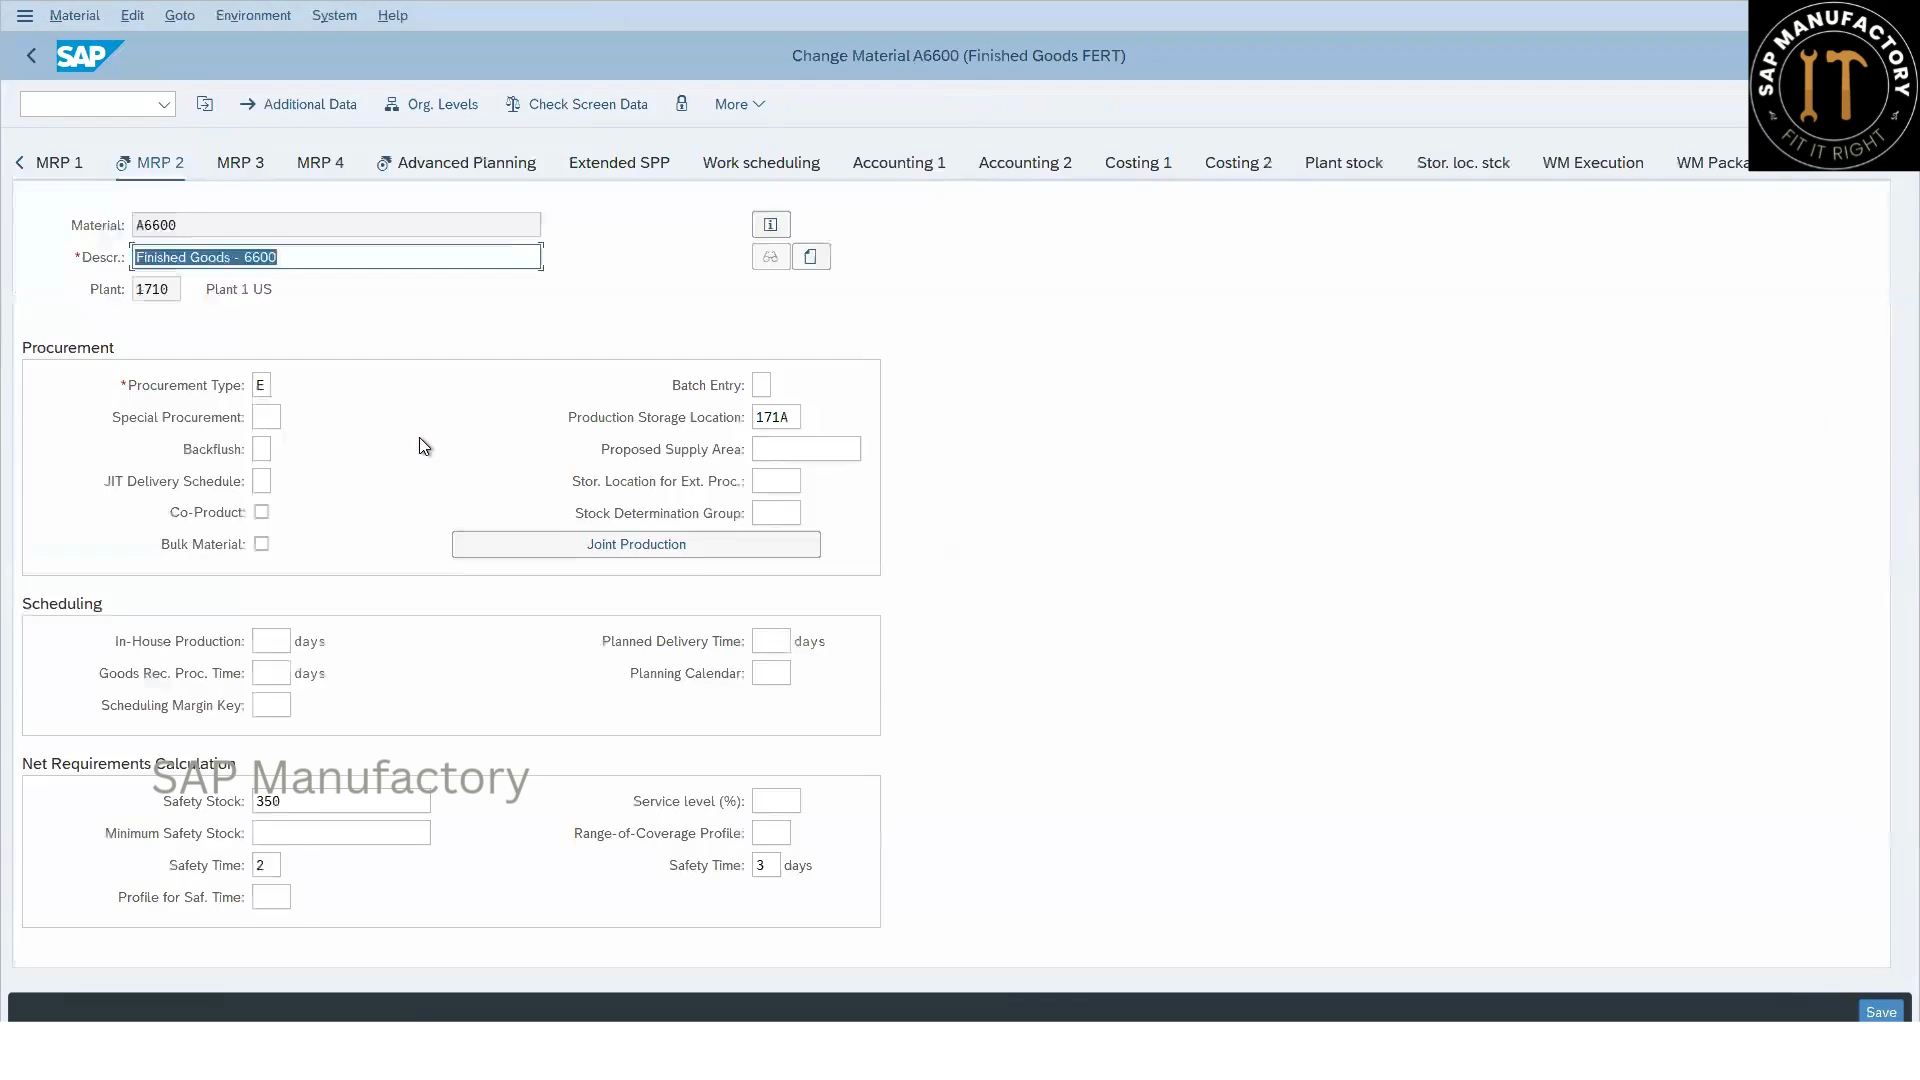 Material Edit Goto Environment System Help
SAP Change Material A6600 (Finished Goods FERT)
Additional Data Org. Levels Check Screen Data More
MRP 1 MRP 2 MRP 3 MRP 4 Advanced Planning Extended SPP Work scheduling Accounting 1 Accounting 2 Costing 1 Costing 2 Plant stock Stor. loc. stck WM Execution WM Packa
SAP MANUFACTORY
IT
FIT IT RIGHT
Material: A6600
*Descr.: Finished Goods - 6600
Plant: 1710 Plant 1 US
Procurement
*Procurement Type: E Batch Entry:
Special Procurement: Production Storage Location: 171A
Backflush: Proposed Supply Area:
JIT Delivery Schedule: Stor. Location for Ext. Proc.:
Co-Product: Stock Determination Group:
Bulk Material: Joint Production
Scheduling
In-House Production: days Planned Delivery Time: days
Goods Rec. Proc. Time: days Planning Calendar:
Scheduling Margin Key:
Net Requirements Calculation
SAP Manufactory
Safety Stock: 350 Service level (%):
Minimum Safety Stock: Range-of-Coverage Profile:
Safety Time: 2 Safety Time: 3 days
Profile for Saf. Time:
Save